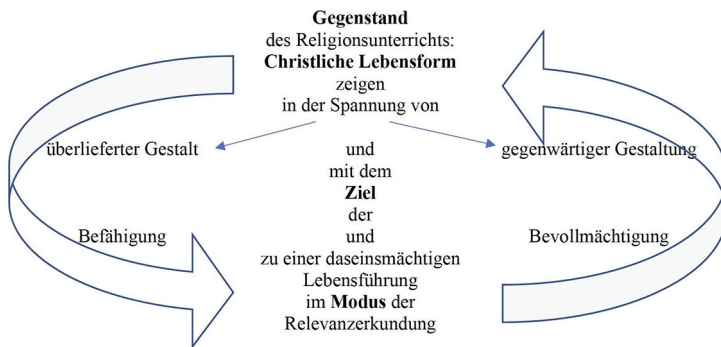 Gegenstand
des Religionsunterrichts:
Christliche Lebensform
zeigen
in der Spannung von
überlieferter Gestalt und gegenwärtiger Gestaltung
mit dem
Ziel
der
Befähigung und Bevollmächtigung
zu einer daseinsmächtigen
Lebensführung
im Modus der
Relevanzerkundung